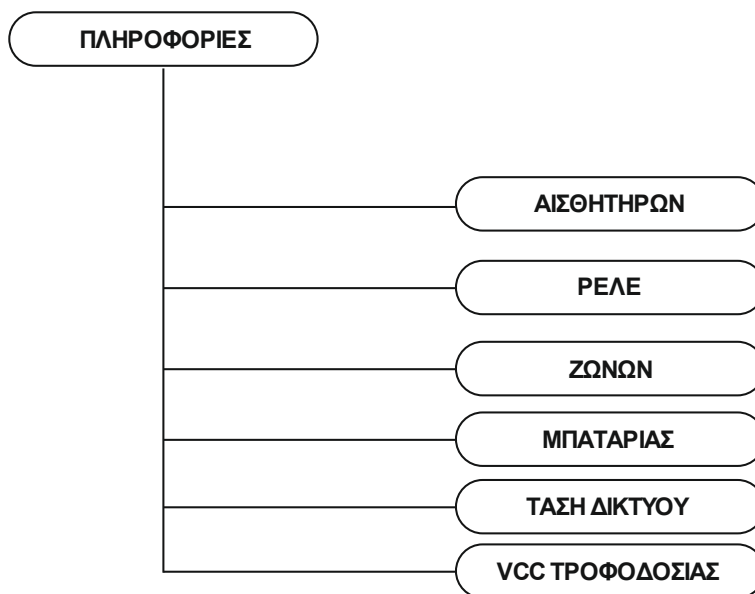 ΠΛΗΡΟΦΟΡΙΕΣ
ΑΙΣΘΗΤΗΡΩΝ
ΡΕΛΕ
ΖΩΝΩΝ
ΜΠΑΤΑΡΙΑΣ
ΤΑΣΗ ΔΙΚΤΥΟΥ
VCC ΤΡΟΦΟΔΟΣΙΑΣ